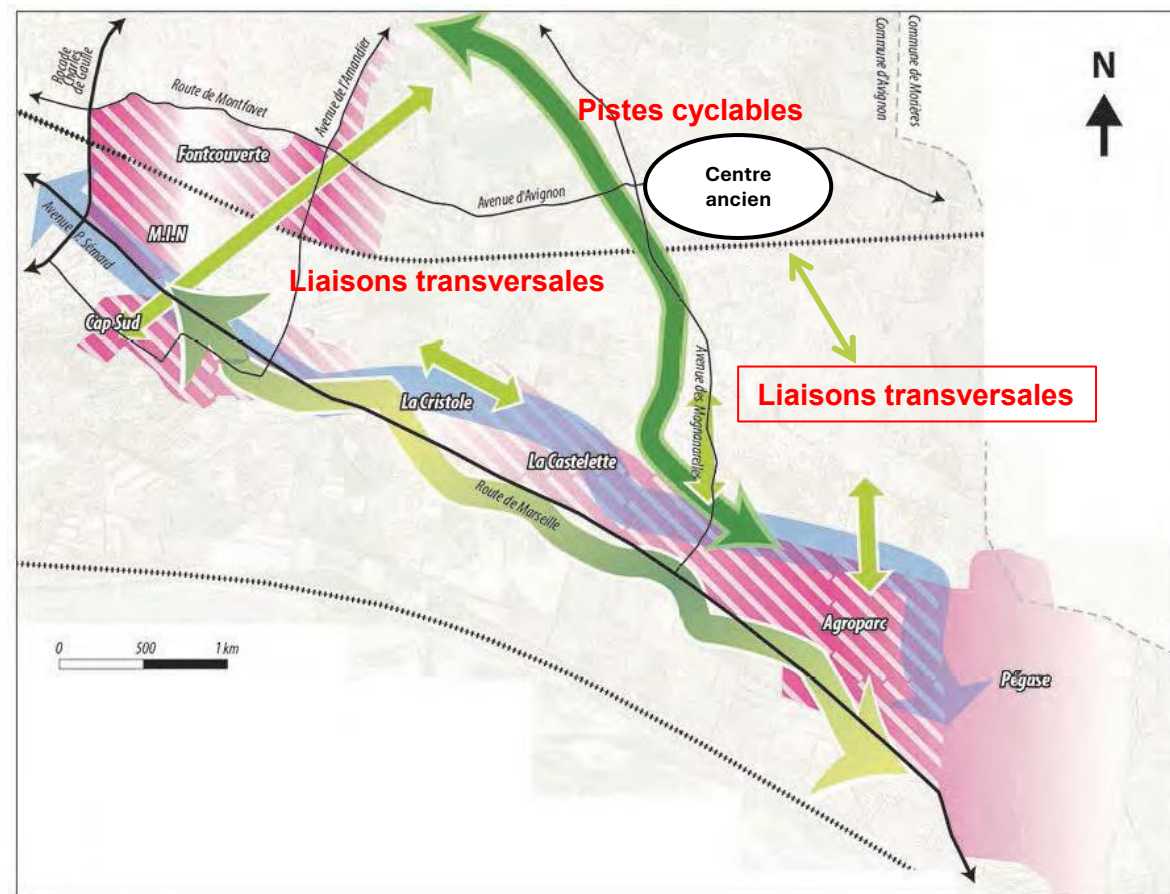 Rocade
Charles
de Gaulle
Route de Montfavet
Avenue de l'Amandier
Commune de Morières
Commune d'Avignon
N
Pistes cyclables
Fontcouverte
Centre
ancien
Avenue d'Avignon
M.I.N
Avenue P. Sémard
Liaisons transversales
Cap Sud
Avenue des Magnanarelles
Liaisons transversales
La Cristole
La Castelette
Route de Marseille
Agroparc
Pégase
0 500 1 km